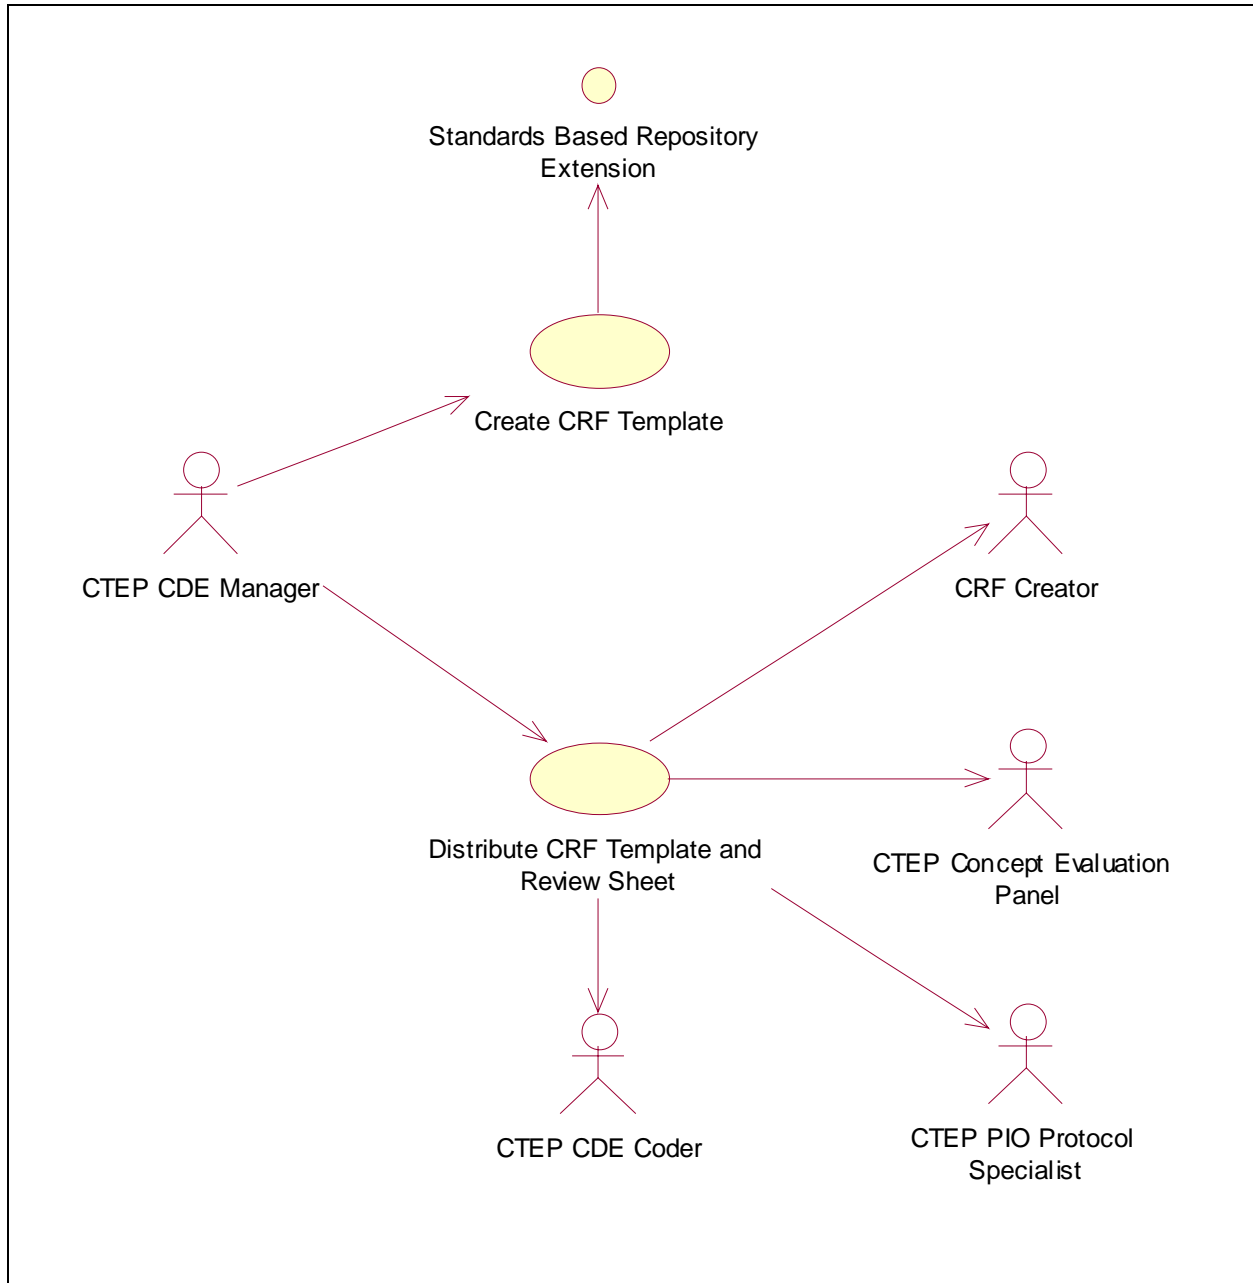 Standards Based Repository
Extension
Create CRF Template
CTEP CDE Manager
CRF Creator
Distribute CRF Template and
Review Sheet
CTEP Concept Evaluation
Panel
CTEP CDE Coder
CTEP PIO Protocol
Specialist